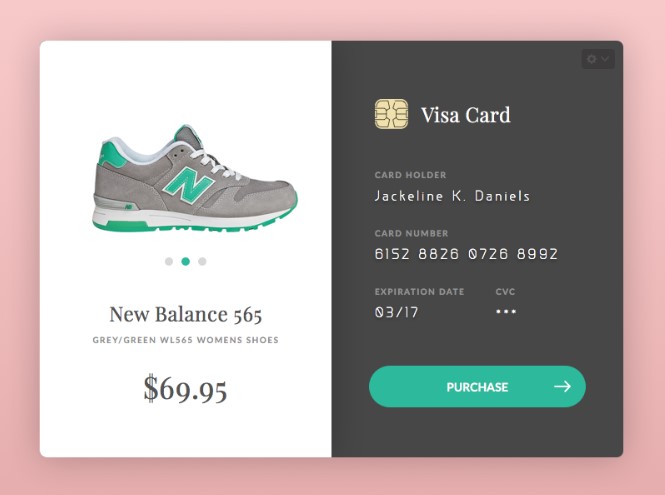 N
New Balance 565
GREY/GREEN WL565 WOMENS SHOES
$69.95
Visa Card
CARD HOLDER
Jackeline K. Daniels
CARD NUMBER
6152 8826 0726 8992
EXPIRATION DATE CVC
03/17 •••
PURCHASE